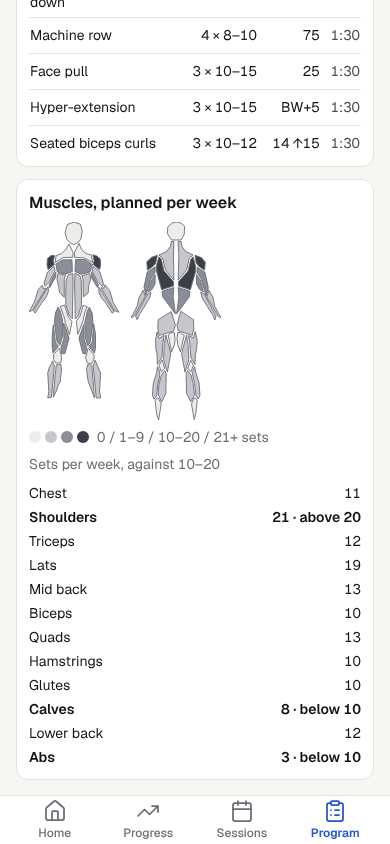 down
Machine row 4 × 8–10 75 1:30
Face pull 3 × 10–15 25 1:30
Hyper-extension 3 × 10–15 BW+5 1:30
Seated biceps curls 3 × 10–12 14 ↑15 1:30
Muscles, planned per week
0 / 1–9 / 10–20 / 21+ sets
Sets per week, against 10–20
Chest 11
Shoulders 21 · above 20
Triceps 12
Lats 19
Mid back 13
Biceps 10
Quads 13
Hamstrings 10
Glutes 10
Calves 8 · below 10
Lower back 12
Abs 3 · below 10
Home Progress Sessions Program